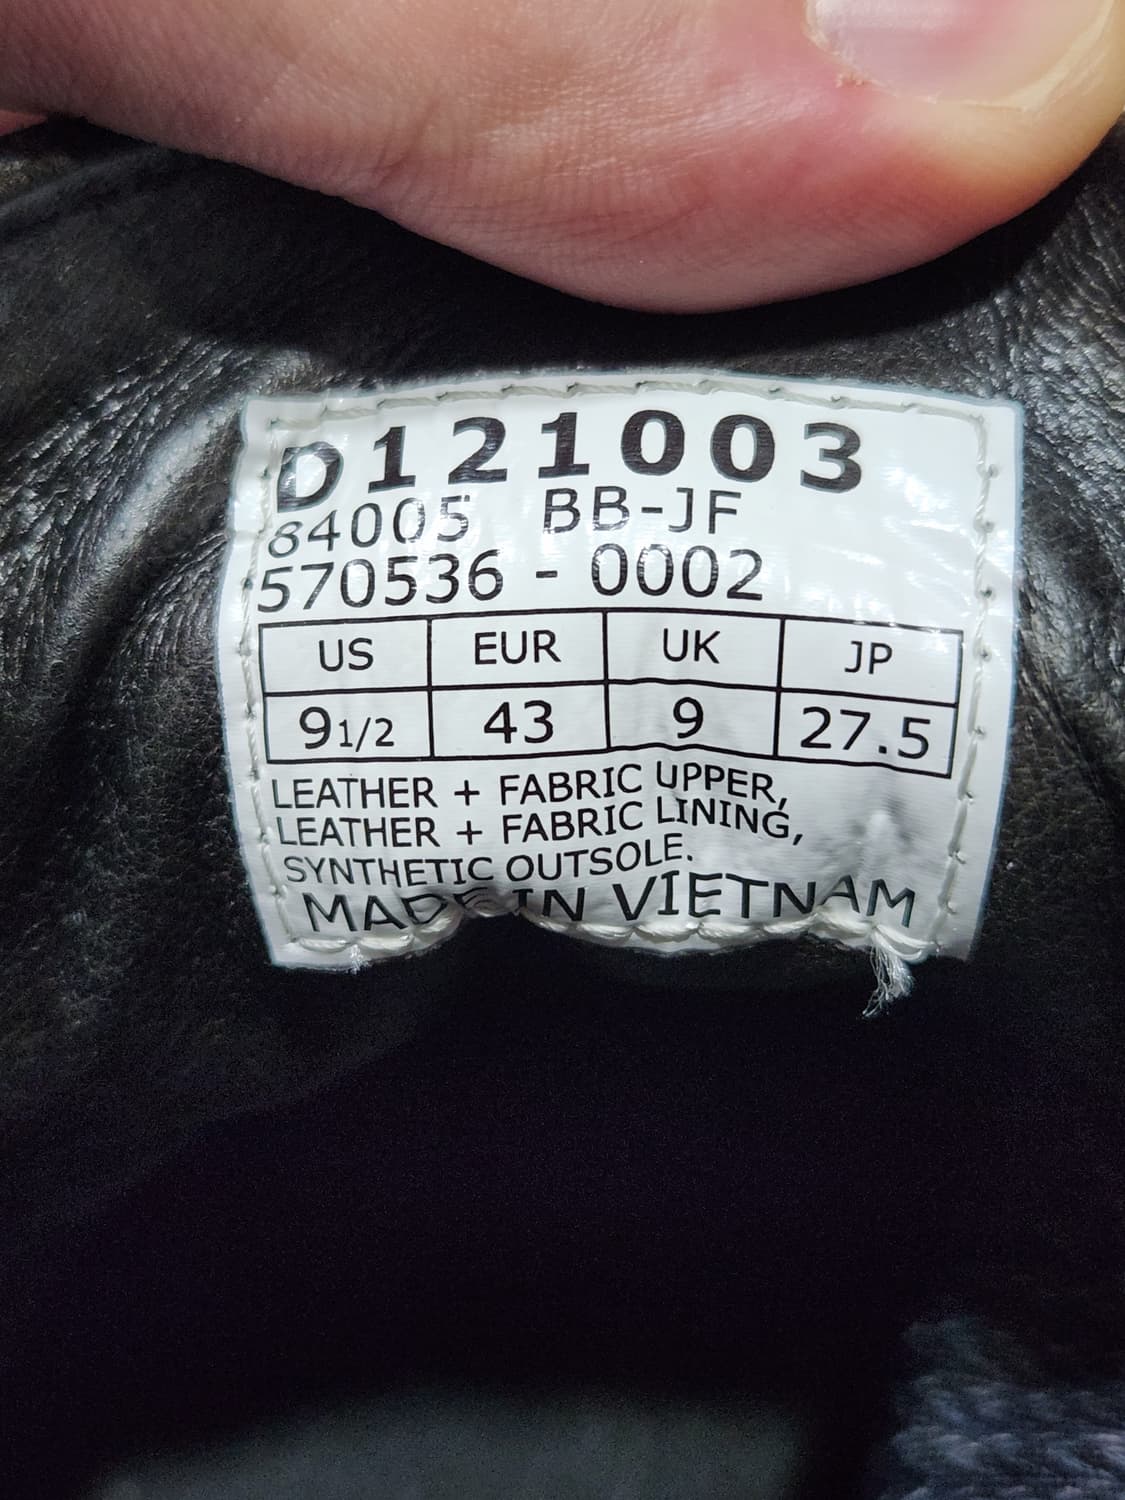 D121003
84005 BB-JF
570536 - 0002
US EUR UK JP
9 1/2 43 9 27.5
LEATHER + FABRIC UPPER,
LEATHER + FABRIC LINING,
SYNTHETIC OUTSOLE.
MADE IN VIETNAM